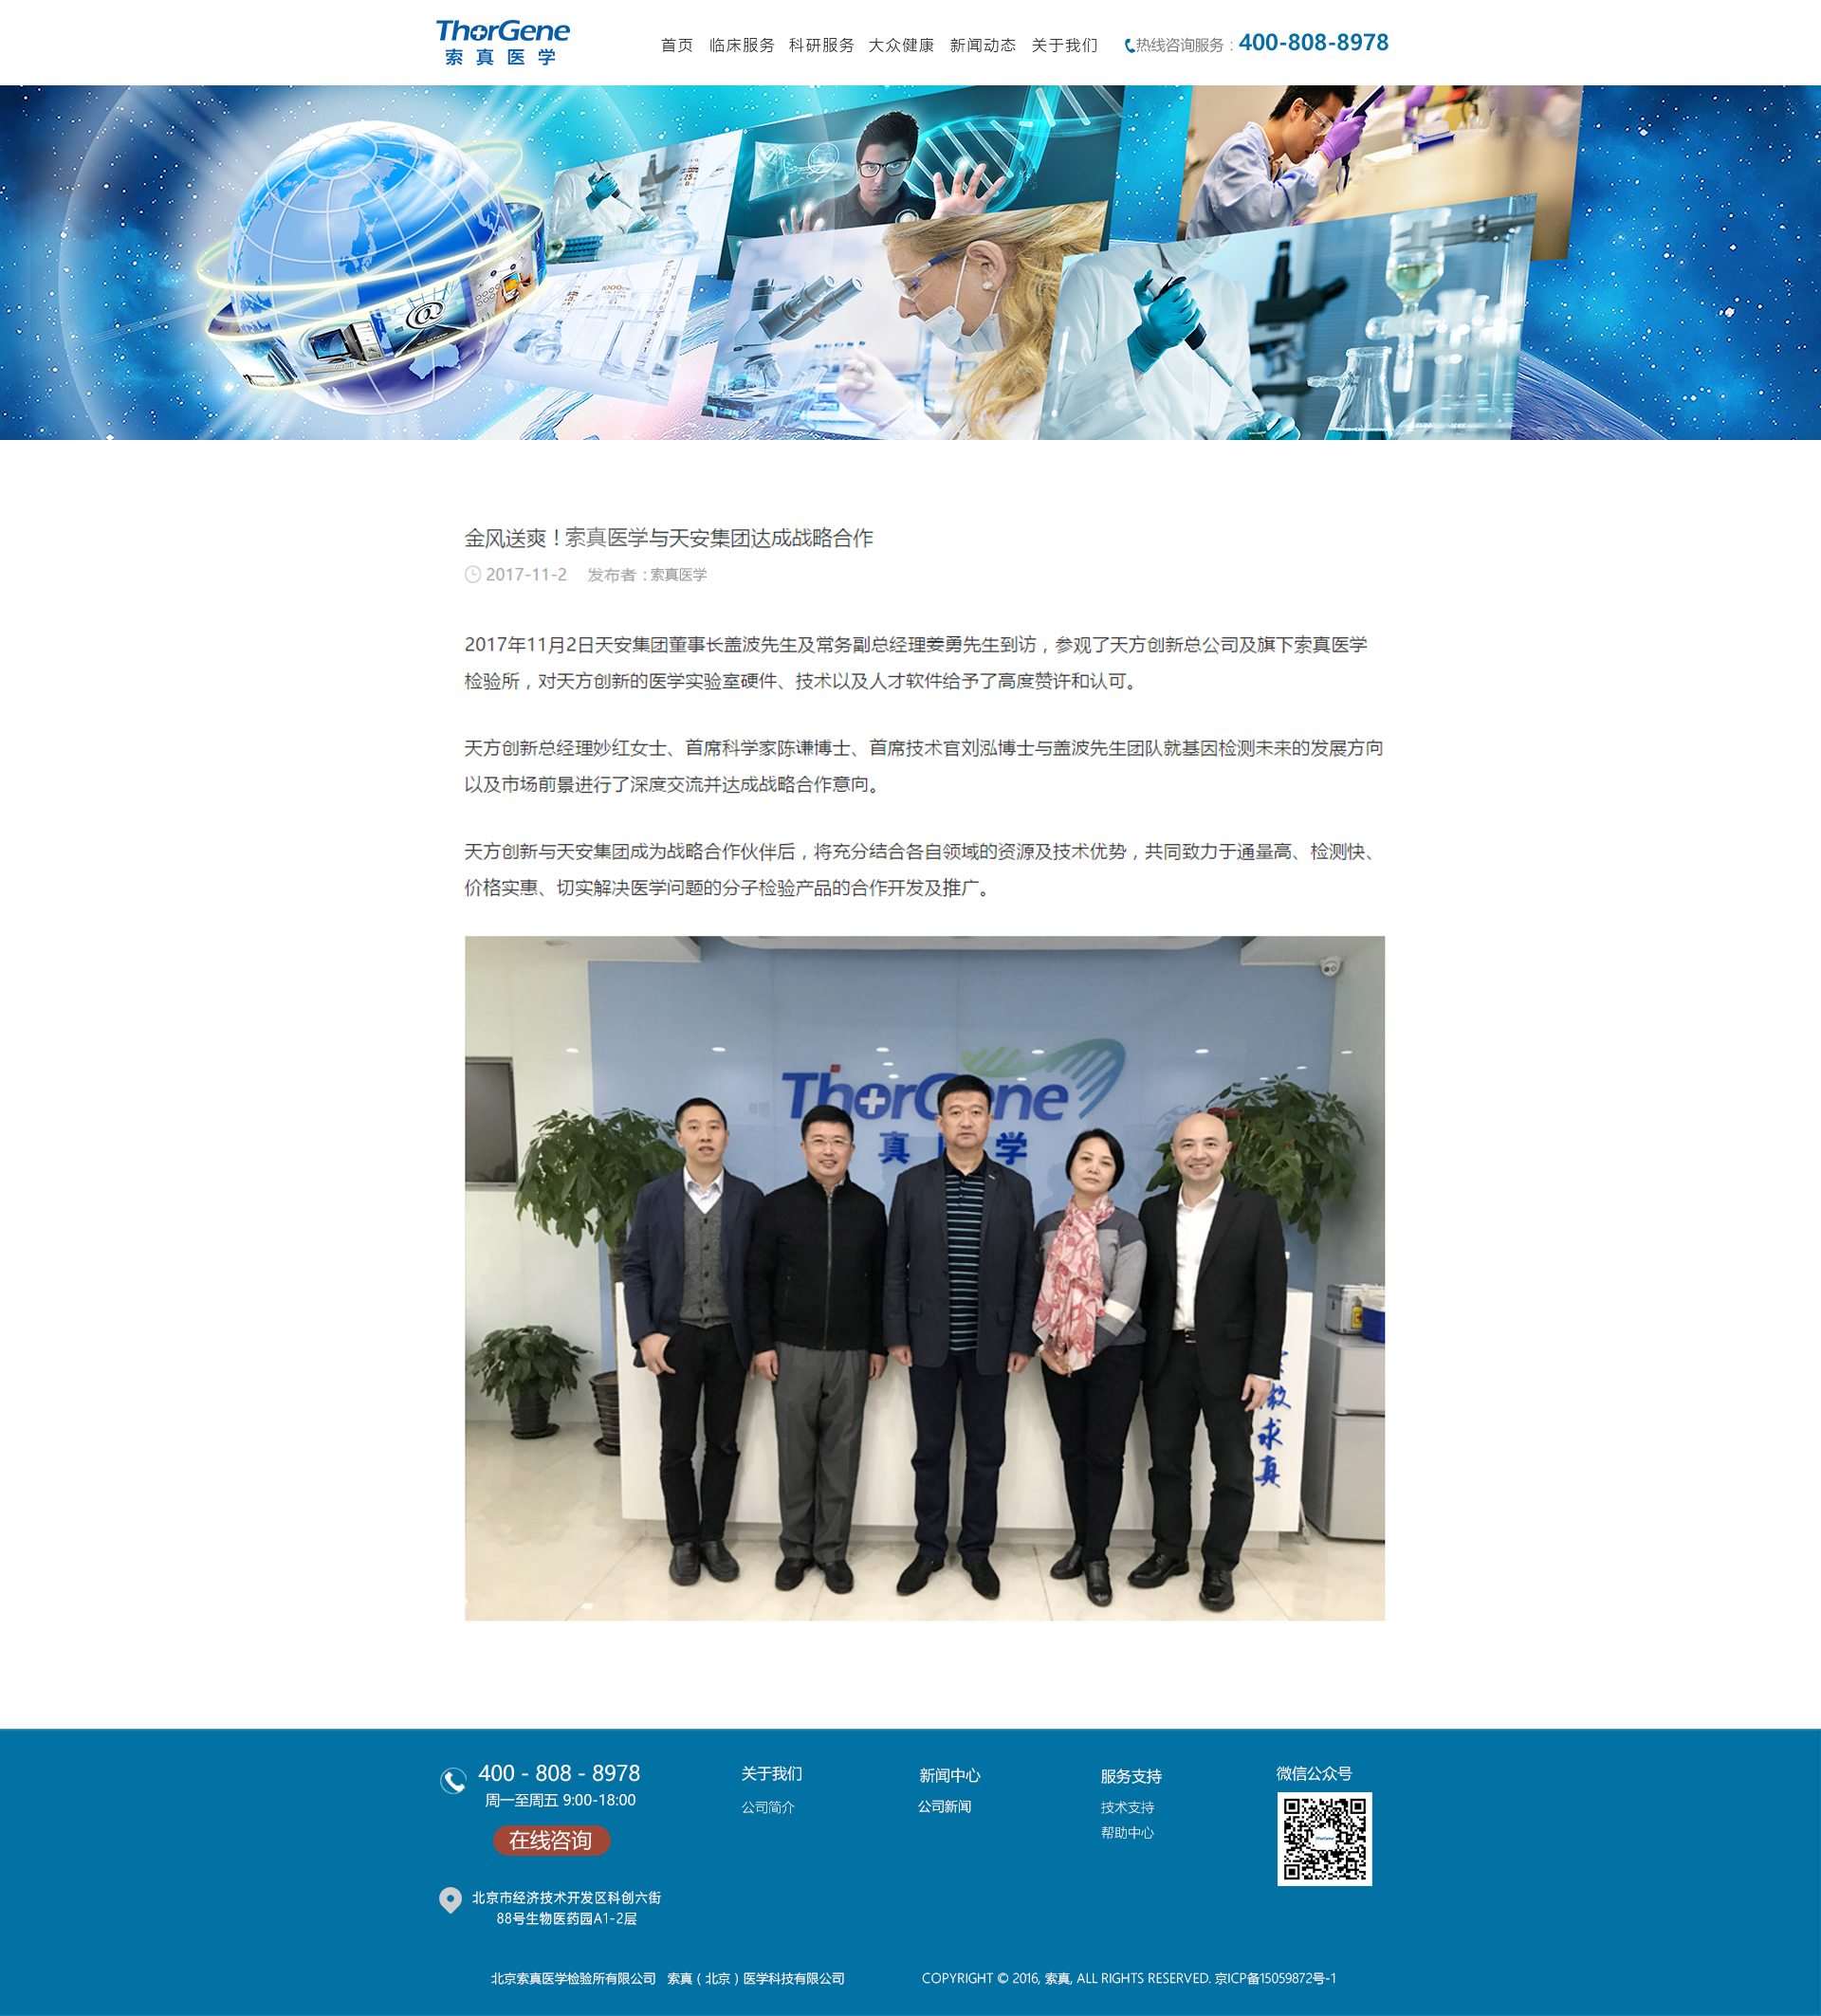 ThorGene
索真医学
首页 临床服务 科研服务 大众健康 新闻动态 关于我们 热线咨询服务：400-808-8978
金风送爽！索真医学与天安集团达成战略合作
2017-11-2 发布者：索真医学
2017年11月2日天安集团董事长盖波先生及常务副总经理姜勇先生到访，参观了天方创新总公司及旗下索真医学
检验所，对天方创新的医学实验室硬件、技术以及人才软件给予了高度赞许和认可。
天方创新总经理妙红女士、首席科学家陈谦博士、首席技术官刘泓博士与盖波先生团队就基因检测未来的发展方向
以及市场前景进行了深度交流并达成战略合作意向。
天方创新与天安集团成为战略合作伙伴后，将充分结合各自领域的资源及技术优势，共同致力于通量高、检测快、
价格实惠、切实解决医学问题的分子检验产品的合作开发及推广。
ThorGene
真 学
求真
400 - 808 - 8978
周一至周五 9:00-18:00
在线咨询
北京市经济技术开发区科创六街
88号生物医药园A1-2层
关于我们
公司简介
新闻中心
公司新闻
服务支持
技术支持
帮助中心
微信公众号
ThorGene
北京索真医学检验所有限公司 索真（北京）医学科技有限公司 COPYRIGHT © 2016, 索真, ALL RIGHTS RESERVED. 京ICP备15059872号-1